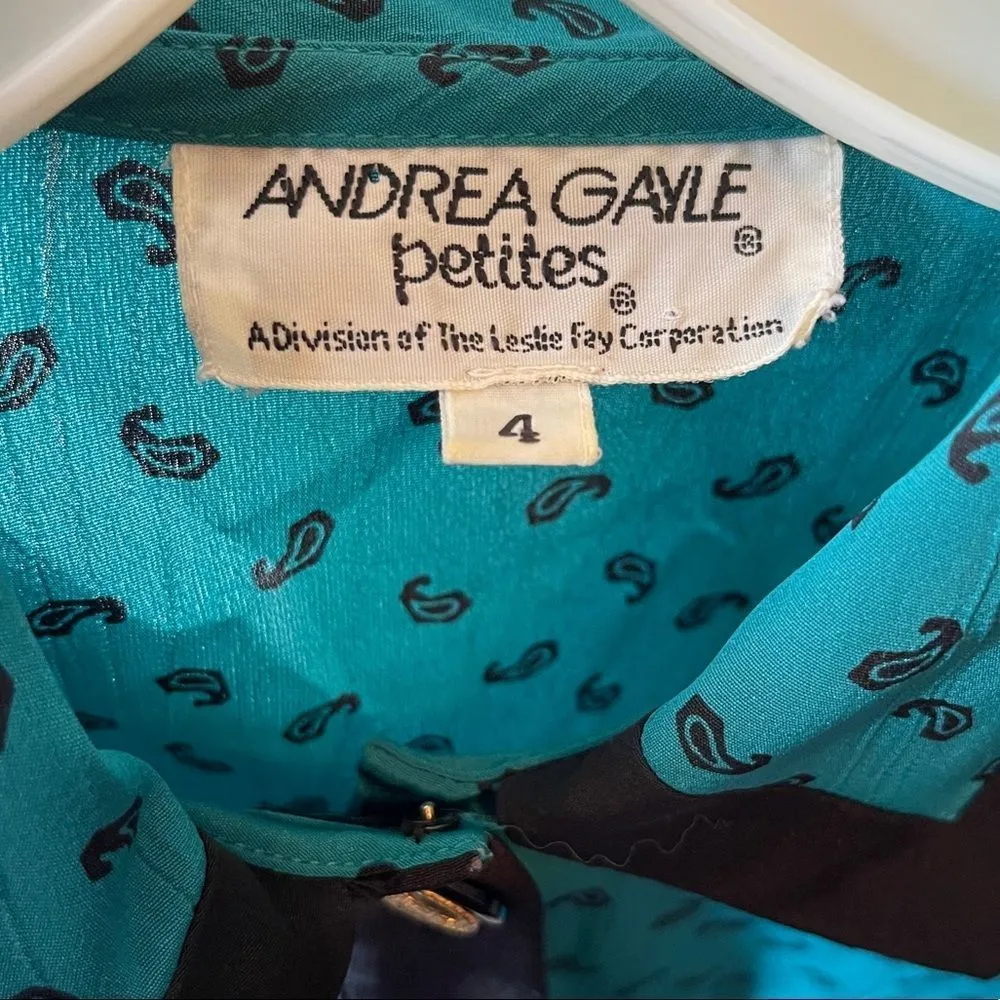 ANDREA GAYLE®
petites®
A Division of The Leslie Fay Corporation
4